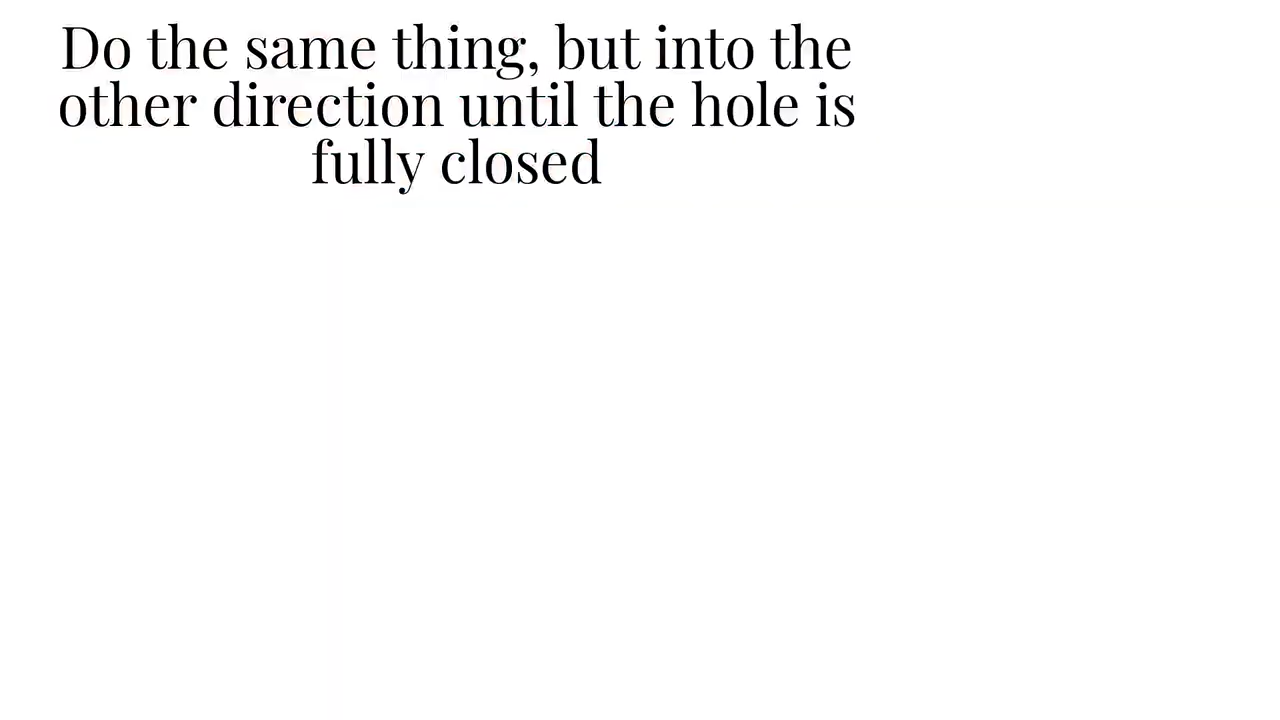 Do the same thing, but into the
other direction until the hole is
fully closed